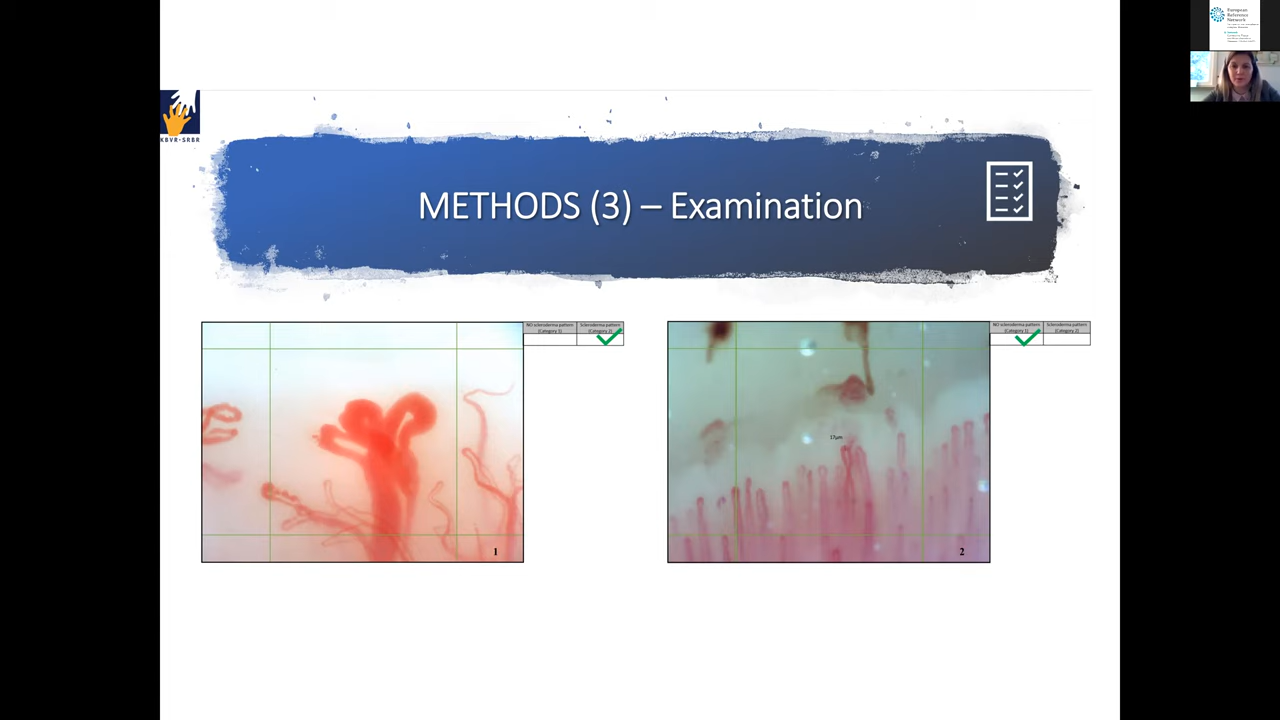 European
Reference
Network
KBVR•SRBR
METHODS (3) – Examination
NO scleroderma pattern
(Category 1)
Scleroderma pattern
(Category 2)
1
NO scleroderma pattern
(Category 1)
Scleroderma pattern
(Category 2)
17µm
2